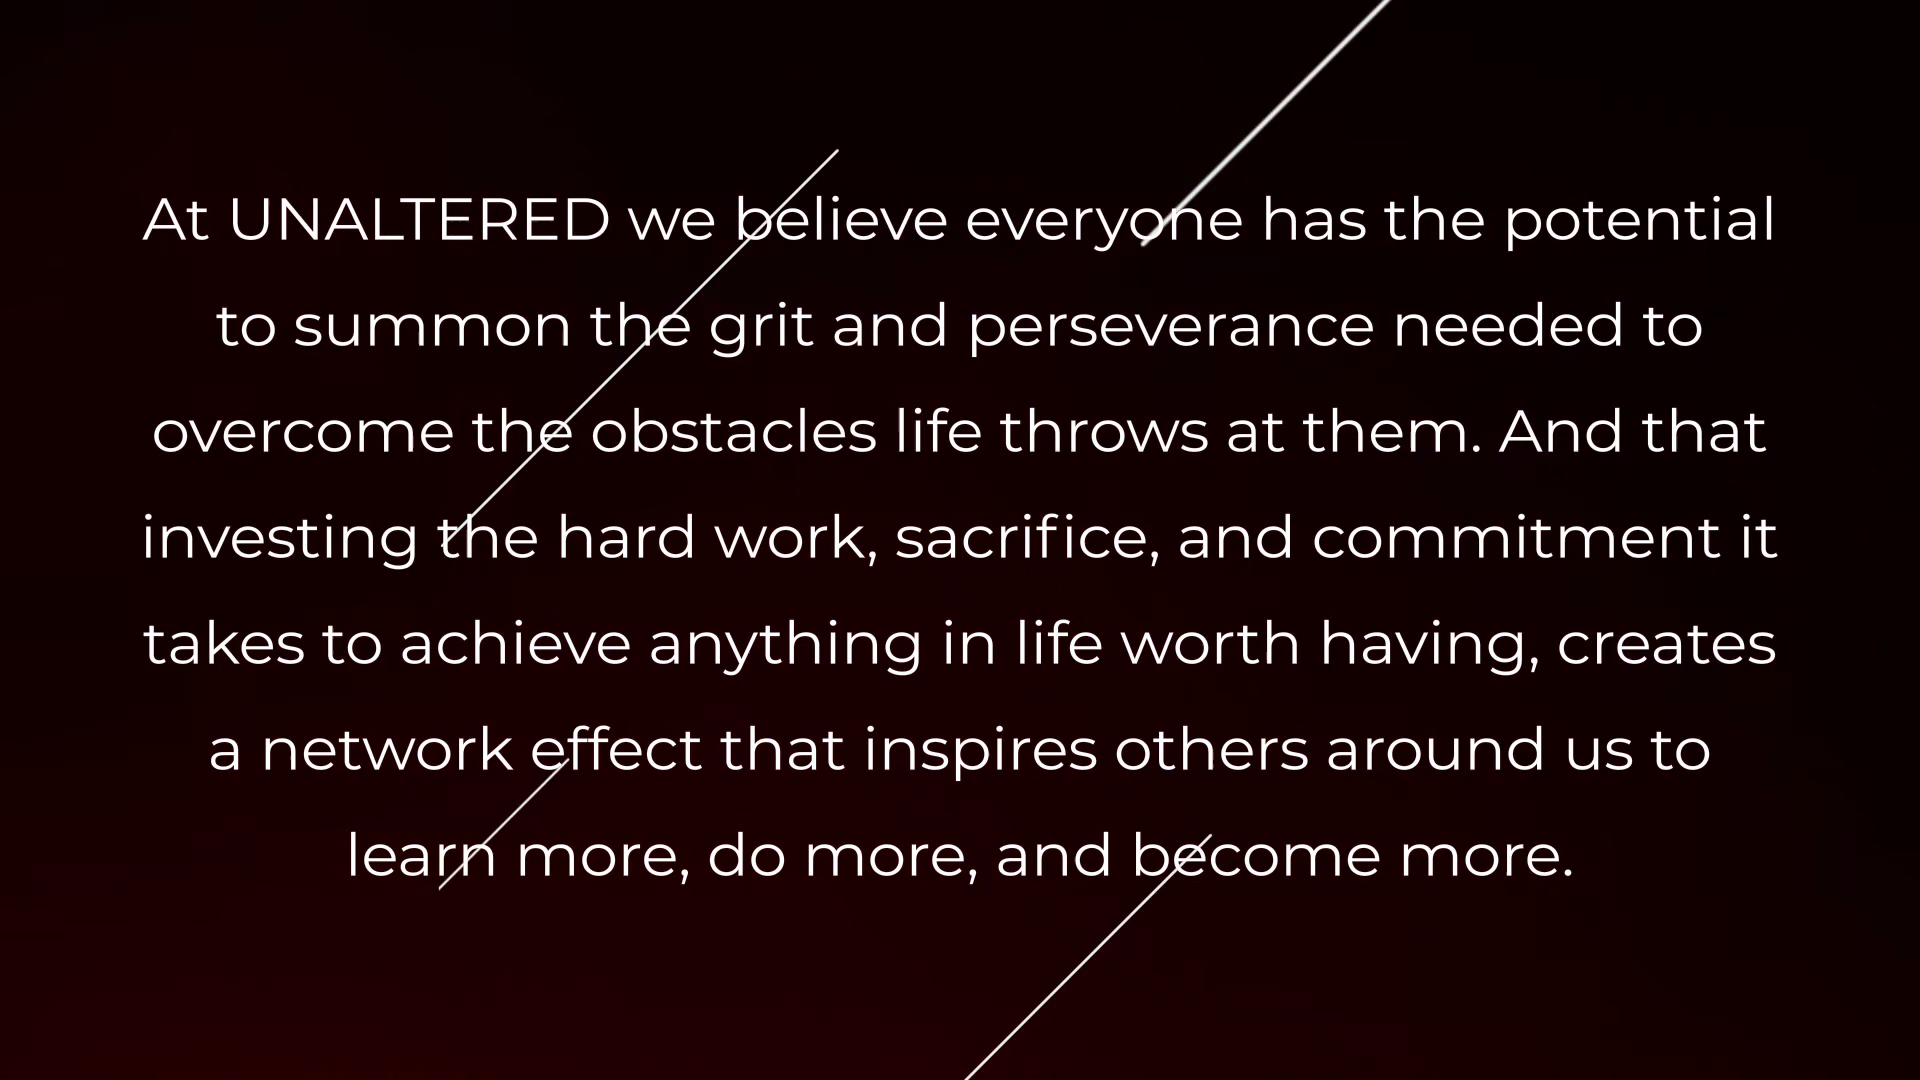 At UNALTERED we believe everyone has the potential
to summon the grit and perseverance needed to
overcome the obstacles life throws at them. And that
investing the hard work, sacrifice, and commitment it
takes to achieve anything in life worth having, creates
a network effect that inspires others around us to
learn more, do more, and become more.